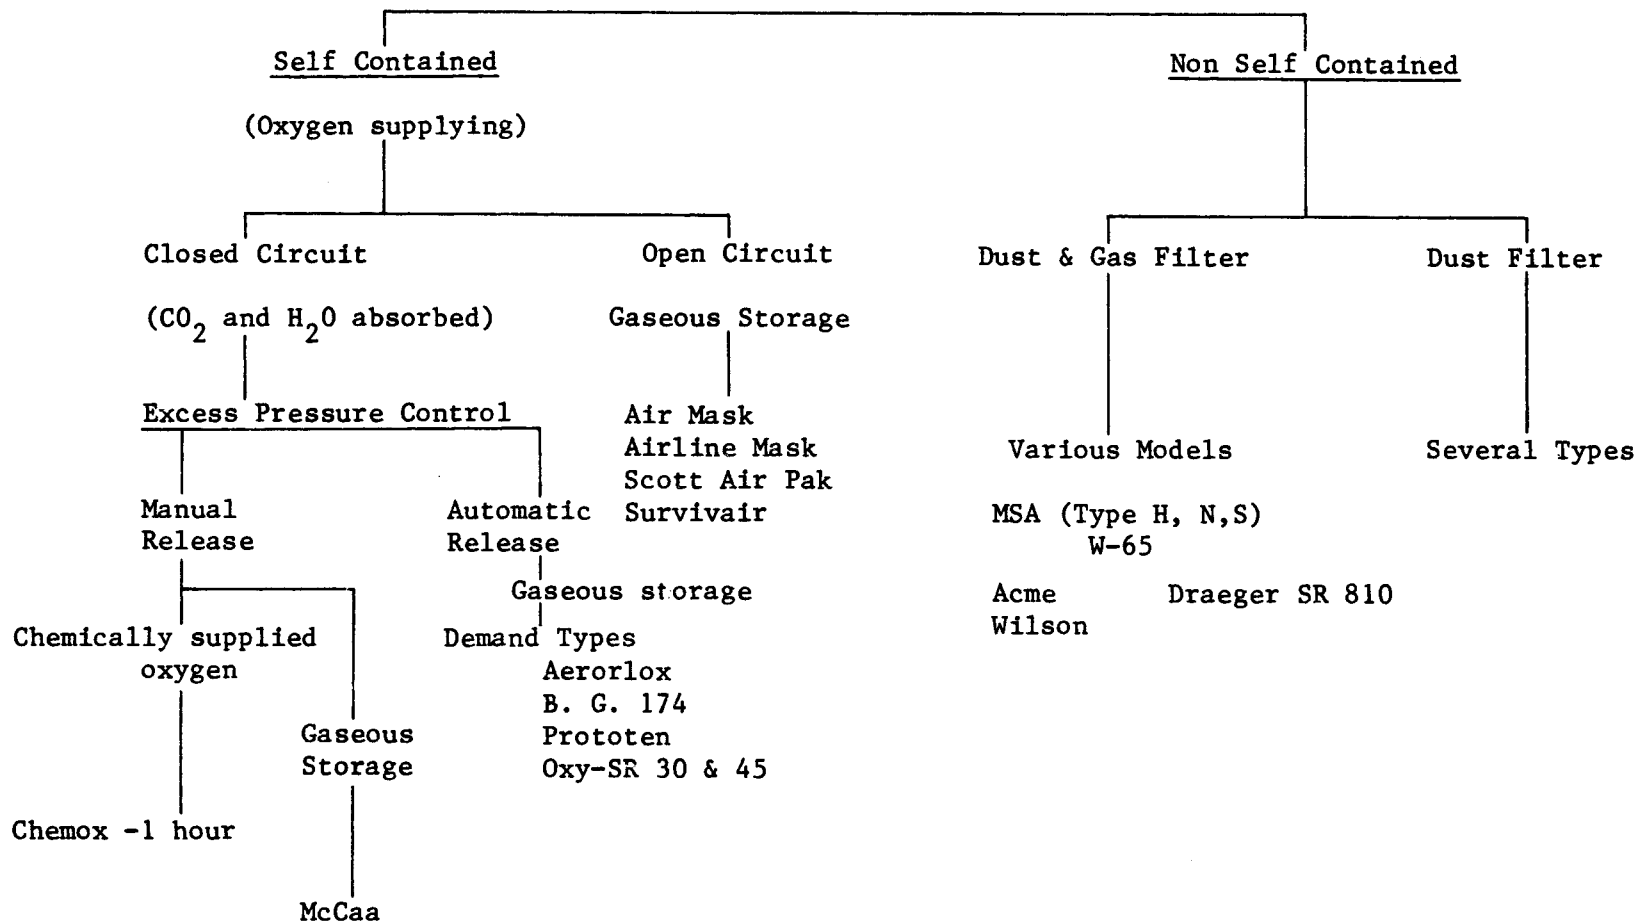 Self Contained
Non Self Contained
(Oxygen supplying)
Closed Circuit
Open Circuit
Dust & Gas Filter
Dust Filter
(CO2 and H2O absorbed)
Gaseous Storage
Excess Pressure Control
Air Mask
Airline Mask
Scott Air Pak
Survivair
Various Models
Several Types
Manual
Release
Automatic
Release
MSA (Type H, N,S)
W-65
Gaseous storage
Acme
Wilson
Draeger SR 810
Chemically supplied
oxygen
Demand Types
Aerorlox
B. G. 174
Prototen
Oxy-SR 30 & 45
Gaseous
Storage
Chemox -1 hour
McCaa